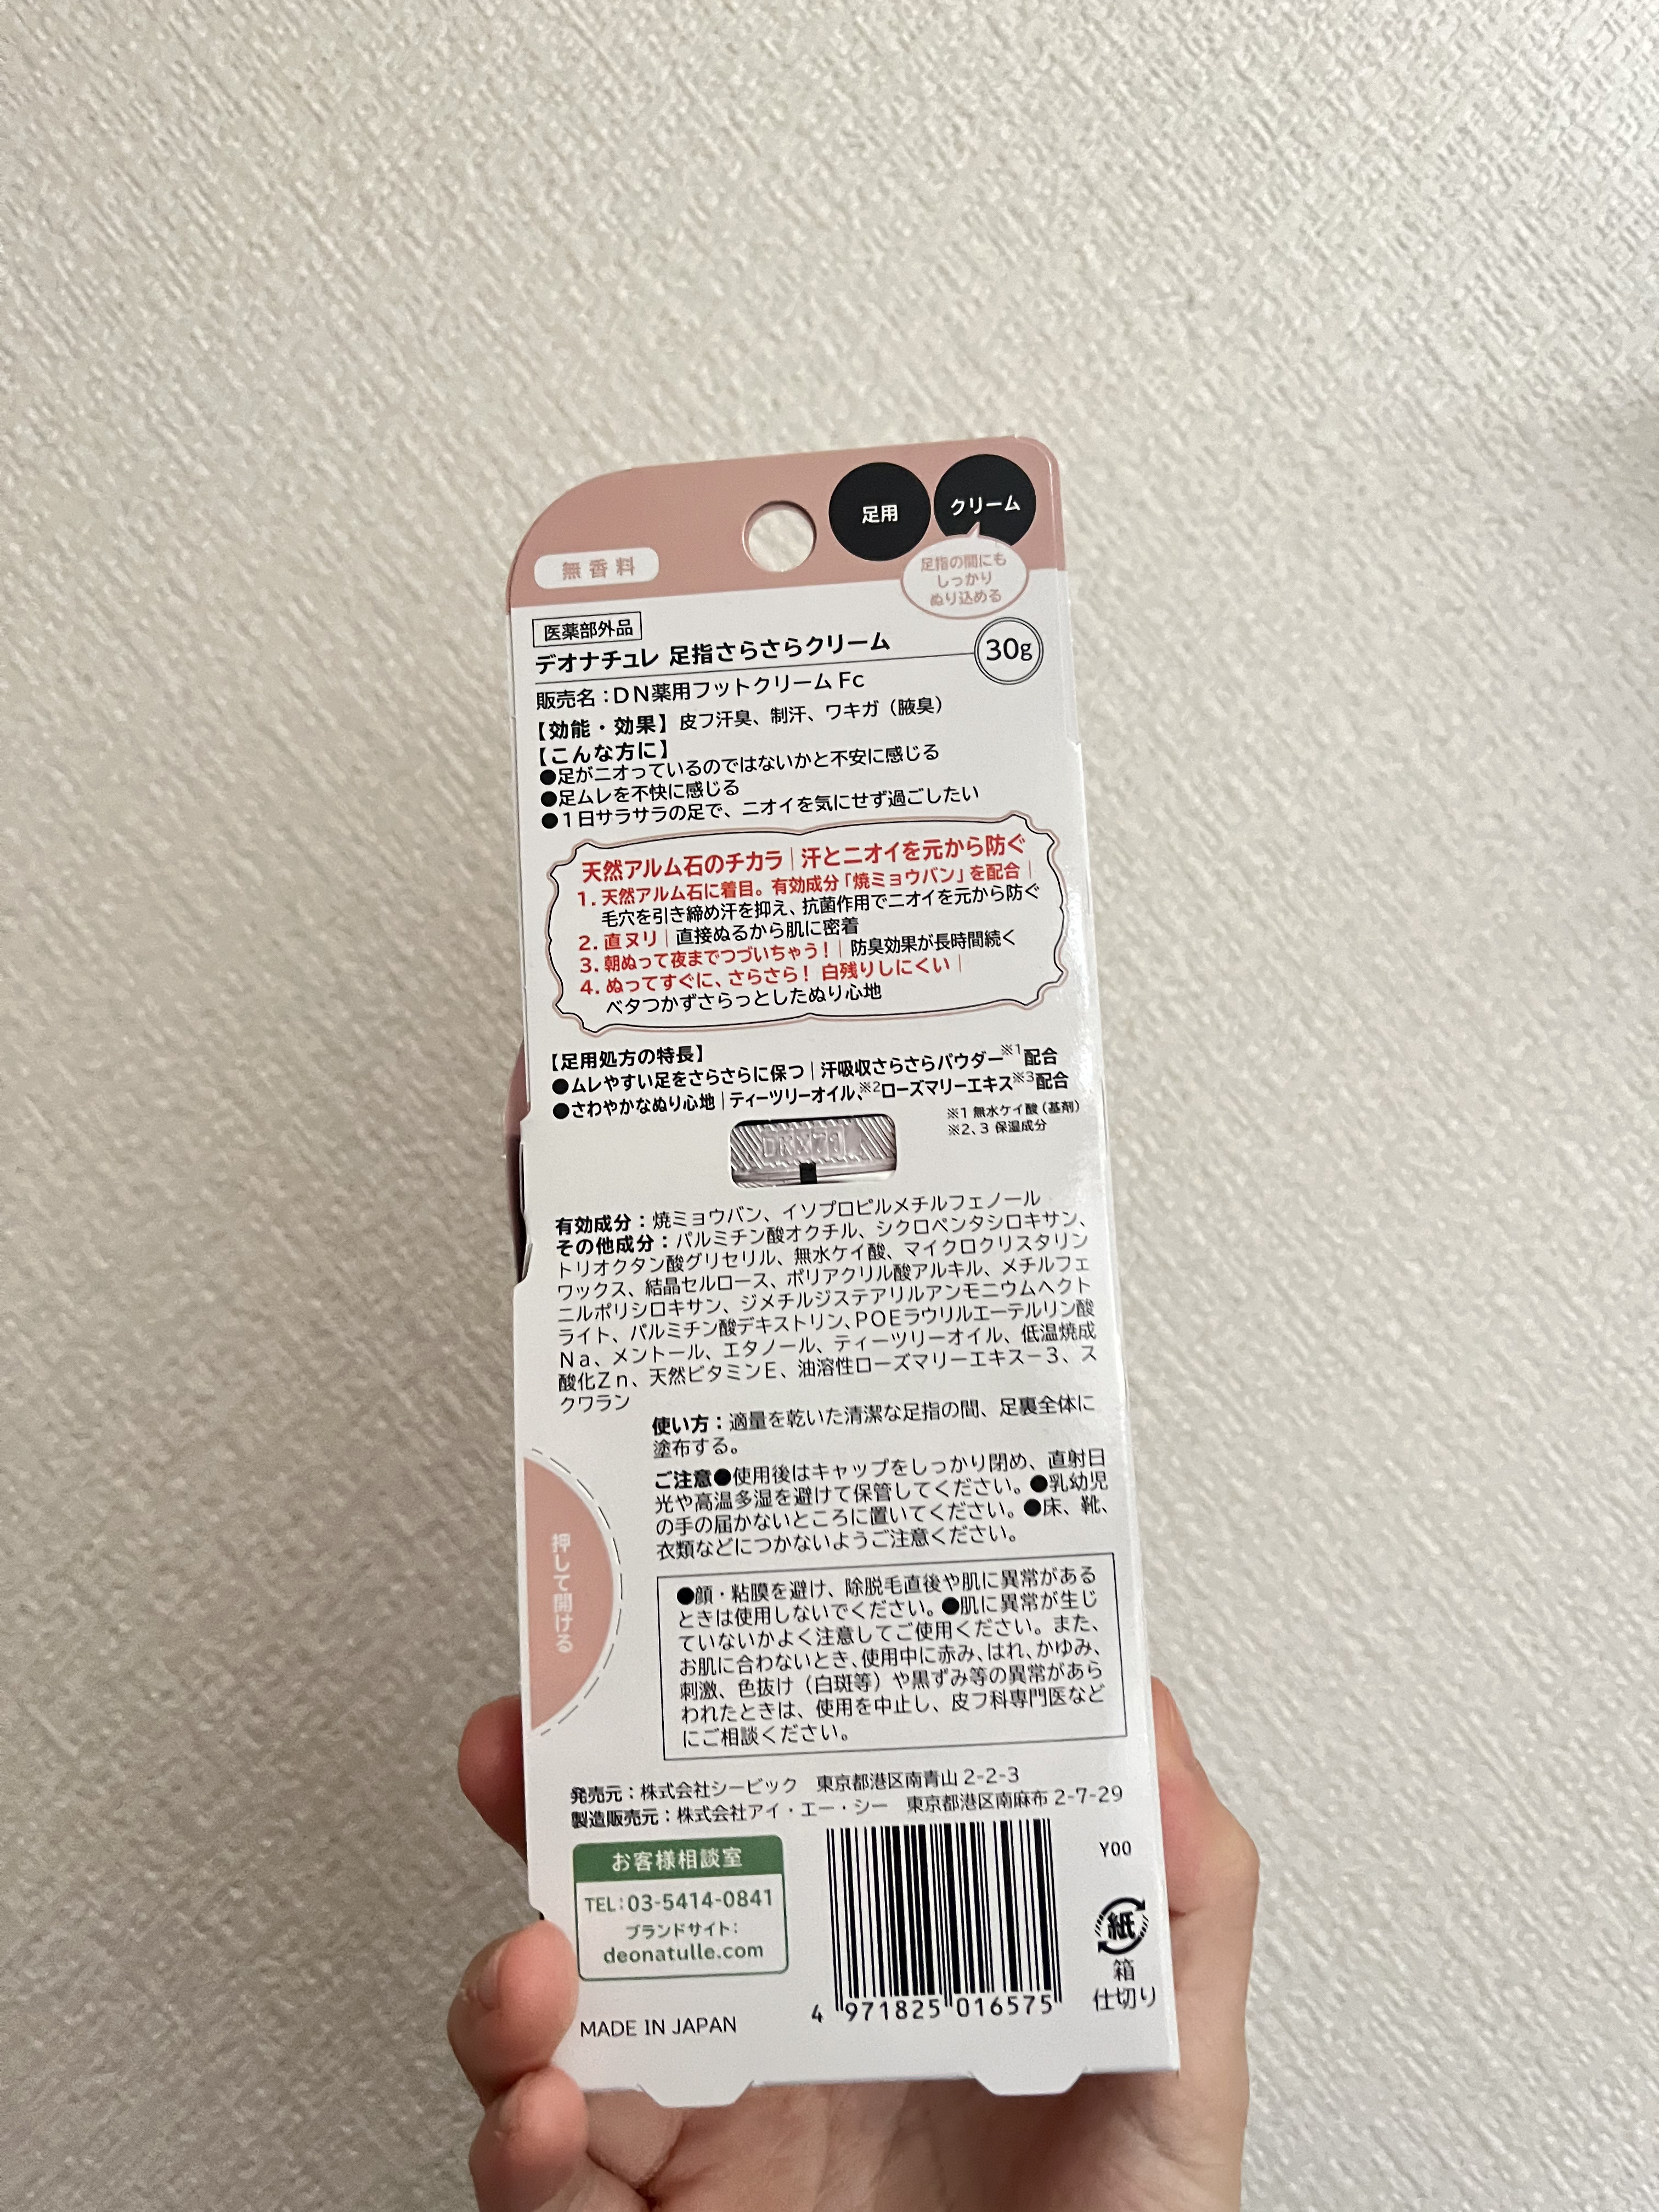 足用
クリーム
足指の間にも
しっかり
ぬり込める
無香料
医薬部外品
デオナチュレ 足指さらさらクリーム
30g
販売名：DN薬用フットクリーム Fc
【効能・効果】皮フ汗臭、制汗、ワキガ（腋臭）
【こんな方に】
●足がニオっているのではないかと不安に感じる
●足ムレを不快に感じる
●1日サラサラの足で、ニオイを気にせず過ごしたい
天然アルム石のチカラ｜汗とニオイを元から防ぐ
1. 天然アルム石に着目。有効成分「焼ミョウバン」を配合｜
毛穴を引き締め汗を抑え、抗菌作用でニオイを元から防ぐ
2. 直ヌリ｜直接ぬるから肌に密着
3. 朝ぬって夜までつづいちゃう！｜防臭効果が長時間続く
4. ぬってすぐに、さらさら！ 白残りしにくい｜
ベタつかずさらっとしたぬり心地
【足用処方の特長】
●ムレやすい足をさらさらに保つ｜汗吸収さらさらパウダー※1配合
●さわやかなぬり心地｜ティーツリーオイル、※2ローズマリーエキス※3配合
※1 無水ケイ酸（基剤）
※2、3 保湿成分
有効成分：焼ミョウバン、イソプロピルメチルフェノール
その他成分：パルミチン酸オクチル、シクロペンタシロキサン、
トリオクタン酸グリセリル、無水ケイ酸、マイクロクリスタリン
ワックス、結晶セルロース、ポリアクリル酸アルキル、メチルフェ
ニルポリシロキサン、ジメチルジステアリルアンモニウムヘクト
ライト、パルミチン酸デキストリン、POEラウリルエーテルリン酸
Na、メントール、エタノール、ティーツリーオイル、低温焼成
酸化Zn、天然ビタミンE、油溶性ローズマリーエキス－3、ス
クワラン
使い方：適量を乾いた清潔な足指の間、足裏全体に
塗布する。
ご注意●使用後はキャップをしっかり閉め、直射日
光や高温多湿を避けて保管してください。●乳幼児
の手の届かないところに置いてください。●床、靴、
衣類などにつかないようご注意ください。
押して開ける
●顔・粘膜を避け、除脱毛直後や肌に異常がある
ときは使用しないでください。●肌に異常が生じ
ていないかよく注意してご使用ください。また、
お肌に合わないとき、使用中に赤み、はれ、かゆみ、
刺激、色抜け（白斑等）や黒ずみ等の異常があら
われたときは、使用を中止し、皮フ科専門医など
にご相談ください。
発売元：株式会社シービック 東京都港区南青山 2-2-3
製造販売元：株式会社アイ・エー・シー 東京都港区南麻布 2-7-29
お客様相談室
TEL：03-5414-0841
ブランドサイト：
deonatulle.com
MADE IN JAPAN
4 971825 016575
Y00
紙
箱
仕切り